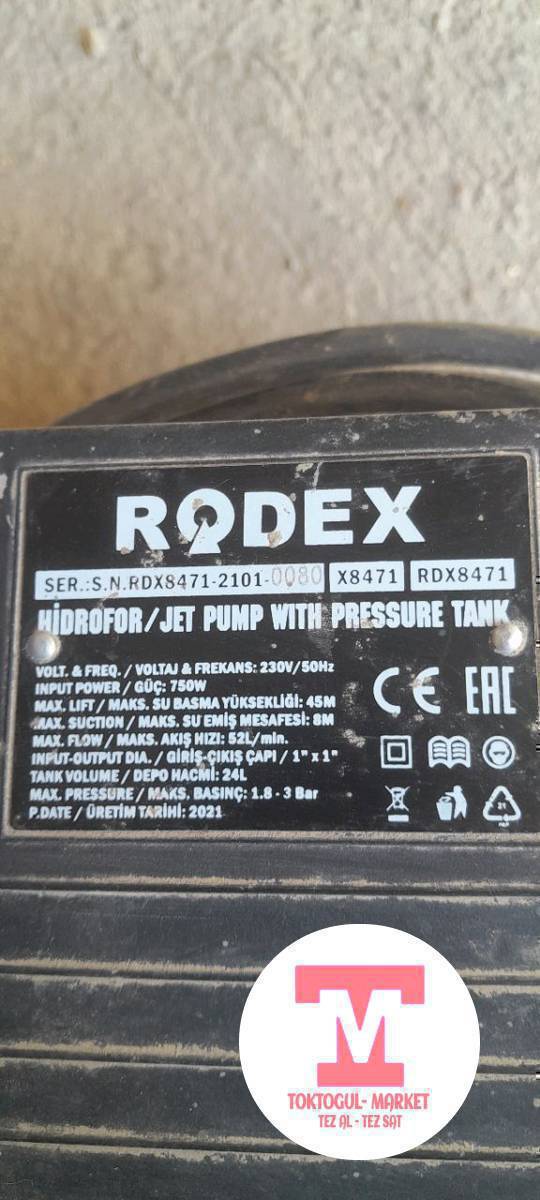 RODEX
SER.:S.N.RDX8471-2101-0080 X8471 RDX8471
HİDROFOR/JET PUMP WITH PRESSURE TANK
VOLT. & FREQ. / VOLTAJ & FREKANS: 230V/50Hz
INPUT POWER / GÜÇ: 750W
MAX. LIFT / MAKS. SU BASMA YÜKSEKLİĞİ: 45M
MAX. SUCTION / MAKS. SU EMİŞ MESAFESİ: 8M
MAX. FLOW / MAKS. AKIŞ HIZI: 52L/min.
INPUT-OUTPUT DIA. / GİRİŞ-ÇIKIŞ ÇAPI / 1" x 1"
TANK VOLUME / DEPO HACMİ: 24L
MAX. PRESSURE / MAKS. BASINÇ: 1.8 - 3 Bar
P.DATE / ÜRETİM TARİHİ: 2021
CE EAC
TM
TOKTOGUL- MARKET
TEZ AL - TEZ SAT